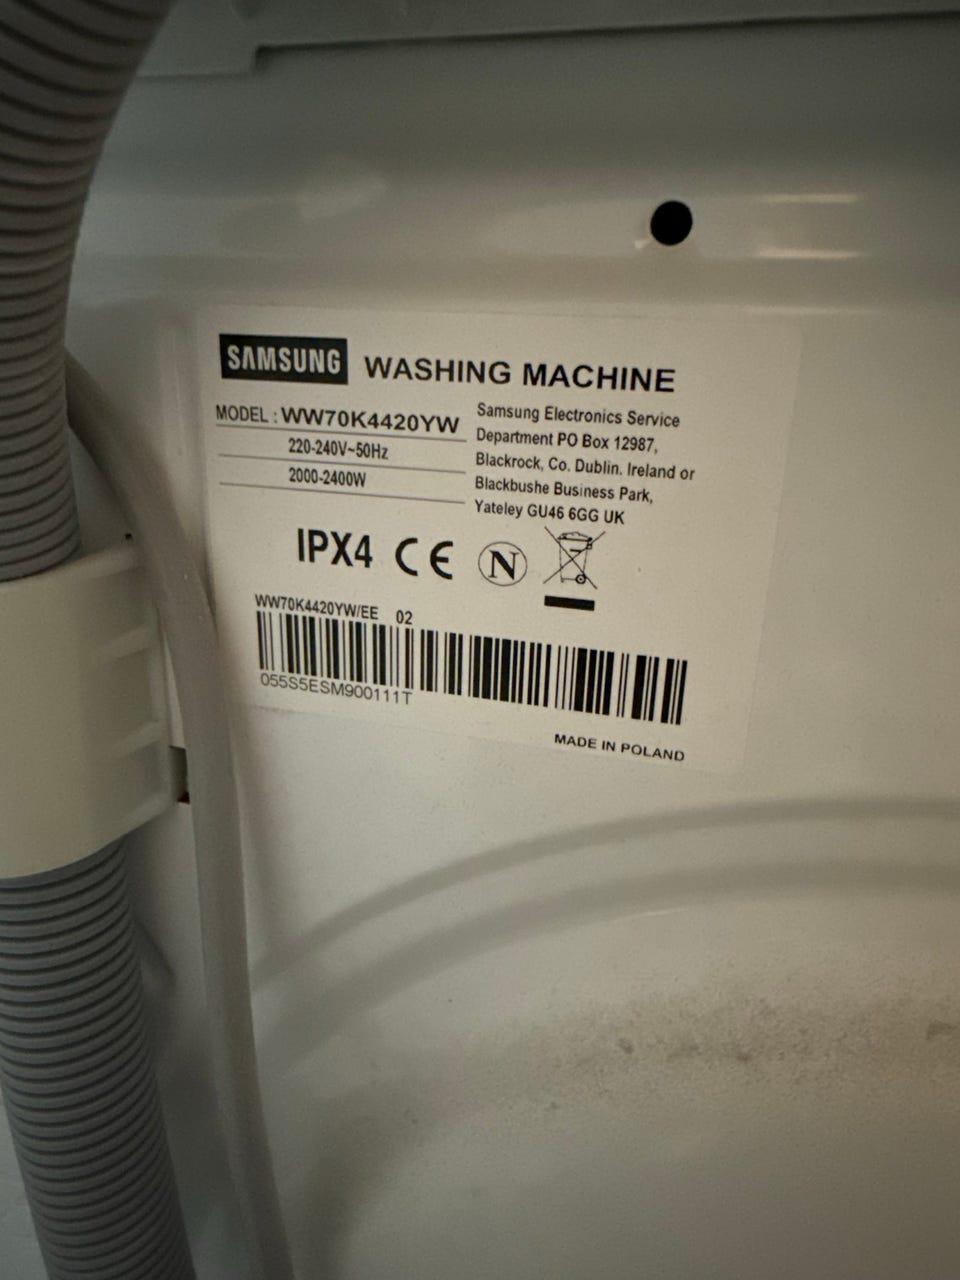 SAMSUNG WASHING MACHINE
MODEL : WW70K4420YW
220-240V~50Hz
2000-2400W
Samsung Electronics Service
Department PO Box 12987,
Blackrock, Co. Dublin. Ireland or
Blackbushe Business Park,
Yateley GU46 6GG UK
IPX4 CE N
WW70K4420YW/EE 02
055S5ESM900111T
MADE IN POLAND